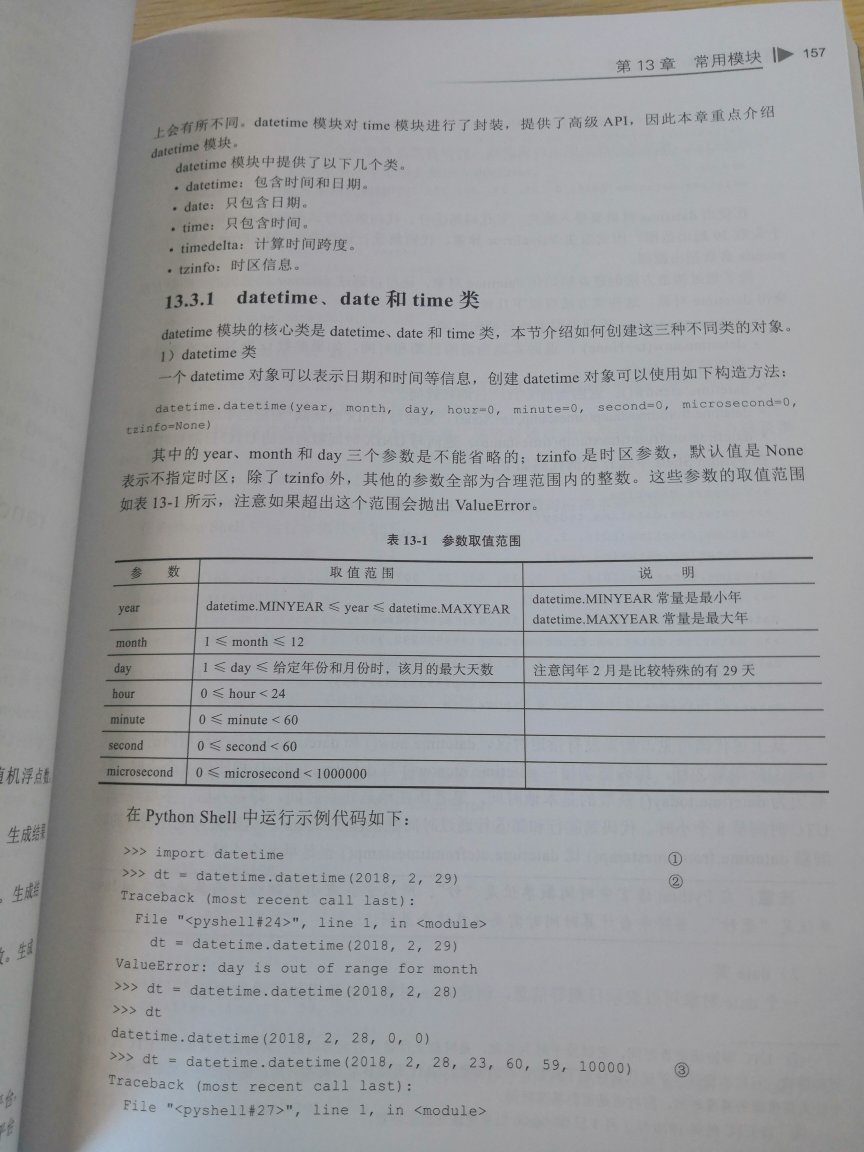 第 13 章 常用模块 157
上会有所不同。datetime 模块对 time 模块进行了封装，提供了高级 API，因此本章重点介绍
datetime 模块。
datetime 模块中提供了以下几个类。
• datetime：包含时间和日期。
• date：只包含日期。
• time：只包含时间。
• timedelta：计算时间跨度。
• tzinfo：时区信息。
13.3.1 datetime、date 和 time 类
datetime 模块的核心类是 datetime、date 和 time 类，本节介绍如何创建这三种不同类的对象。
1）datetime 类
一个 datetime 对象可以表示日期和时间等信息，创建 datetime 对象可以使用如下构造方法：
datetime.datetime(year, month, day, hour=0, minute=0, second=0, microsecond=0,
tzinfo=None)
其中的 year、month 和 day 三个参数是不能省略的；tzinfo 是时区参数，默认值是 None
表示不指定时区；除了 tzinfo 外，其他的参数全部为合理范围内的整数。这些参数的取值范围
如表 13-1 所示，注意如果超出这个范围会抛出 ValueError。
表 13-1 参数取值范围
参 数 取 值 范 围 说 明
year datetime.MINYEAR ≤ year ≤ datetime.MAXYEAR datetime.MINYEAR 常量是最小年
datetime.MAXYEAR 常量是最大年
month 1 ≤ month ≤ 12
day 1 ≤ day ≤ 给定年份和月份时，该月的最大天数 注意闰年 2 月是比较特殊的有 29 天
hour 0 ≤ hour < 24
minute 0 ≤ minute < 60
second 0 ≤ second < 60
microsecond 0 ≤ microsecond < 1000000
在 Python Shell 中运行示例代码如下：
>>> import datetime ①
>>> dt = datetime.datetime(2018, 2, 29) ②
Traceback (most recent call last):
File "<pyshell#24>", line 1, in <module>
dt = datetime.datetime(2018, 2, 29)
ValueError: day is out of range for month
>>> dt = datetime.datetime(2018, 2, 28)
>>> dt
datetime.datetime(2018, 2, 28, 0, 0)
>>> dt = datetime.datetime(2018, 2, 28, 23, 60, 59, 10000) ③
Traceback (most recent call last):
File "<pyshell#27>", line 1, in <module>
机浮点数
生成结果
。生成结
。生成